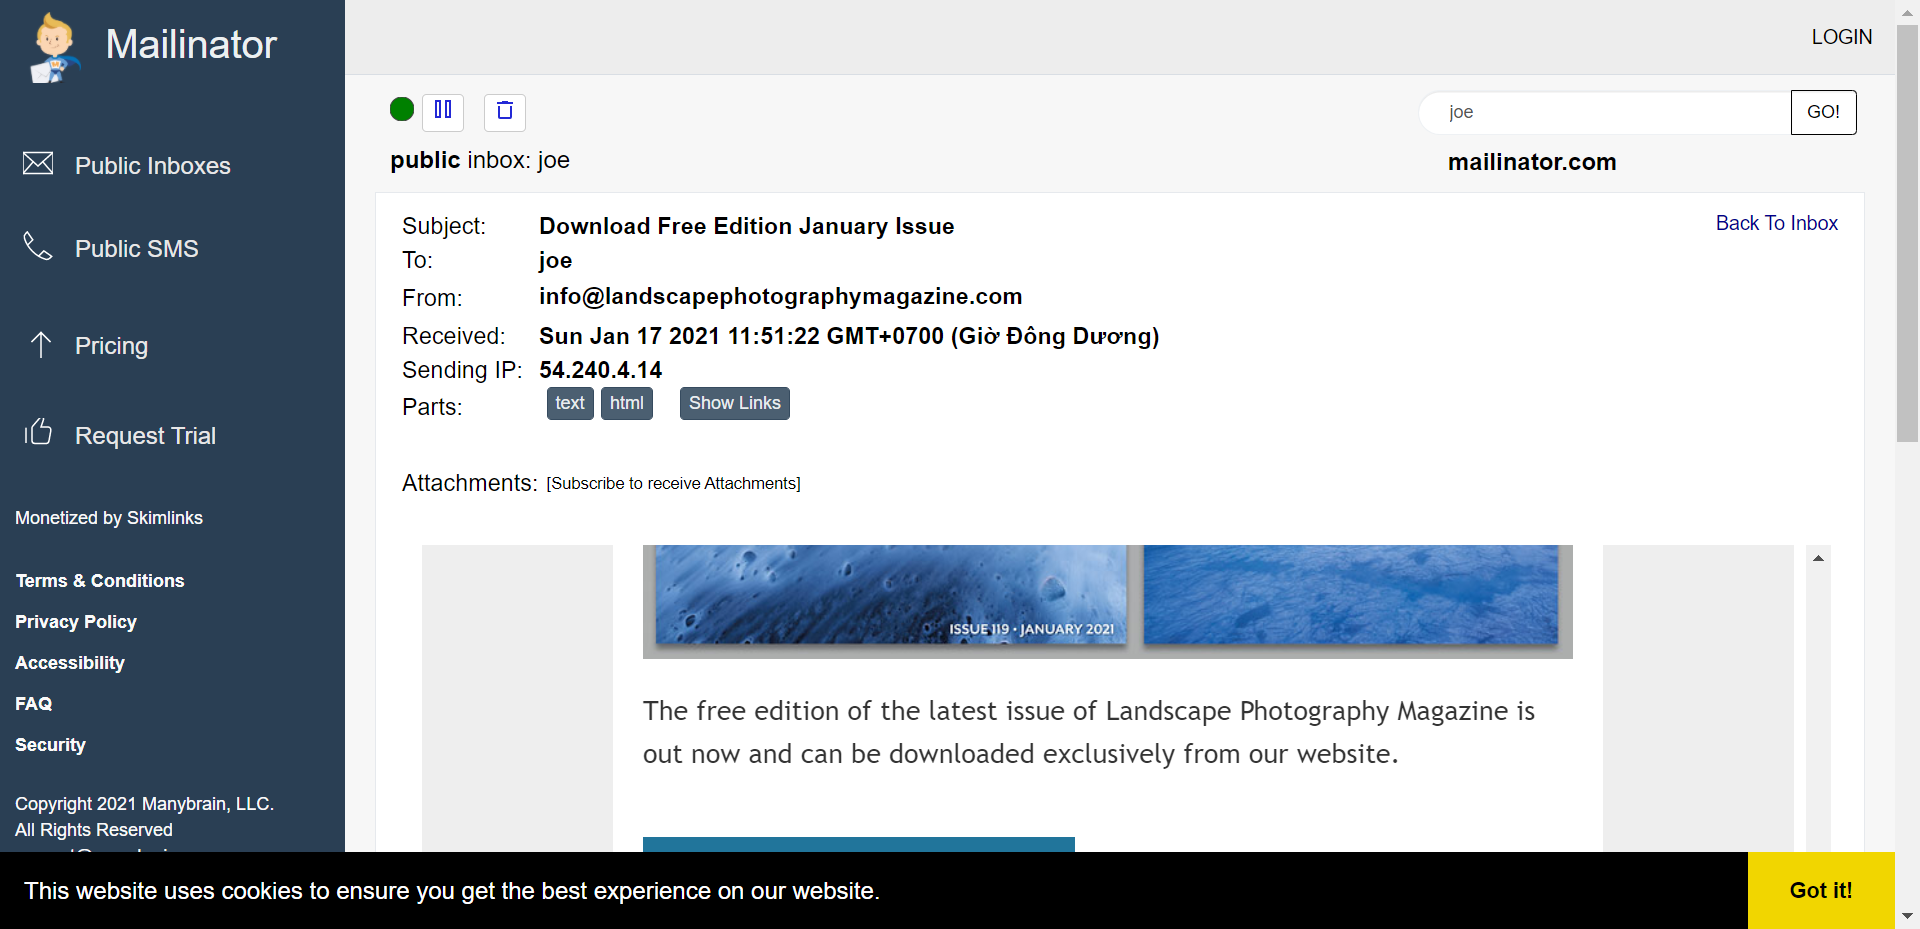 Mailinator
LOGIN
Public Inboxes
Public SMS
Pricing
Request Trial
Monetized by Skimlinks
Terms & Conditions
Privacy Policy
Accessibility
FAQ
Security
Copyright 2021 Manybrain, LLC.
All Rights Reserved
joe
GO!
public inbox: joe
mailinator.com
Subject: Download Free Edition January Issue
Back To Inbox
To: joe
From: info@landscapephotographymagazine.com
Received: Sun Jan 17 2021 11:51:22 GMT+0700 (Giờ Đông Dương)
Sending IP: 54.240.4.14
Parts: text html Show Links
Attachments: [Subscribe to receive Attachments]
ISSUE 119 • JANUARY 2021
The free edition of the latest issue of Landscape Photography Magazine is
out now and can be downloaded exclusively from our website.
This website uses cookies to ensure you get the best experience on our website.
Got it!